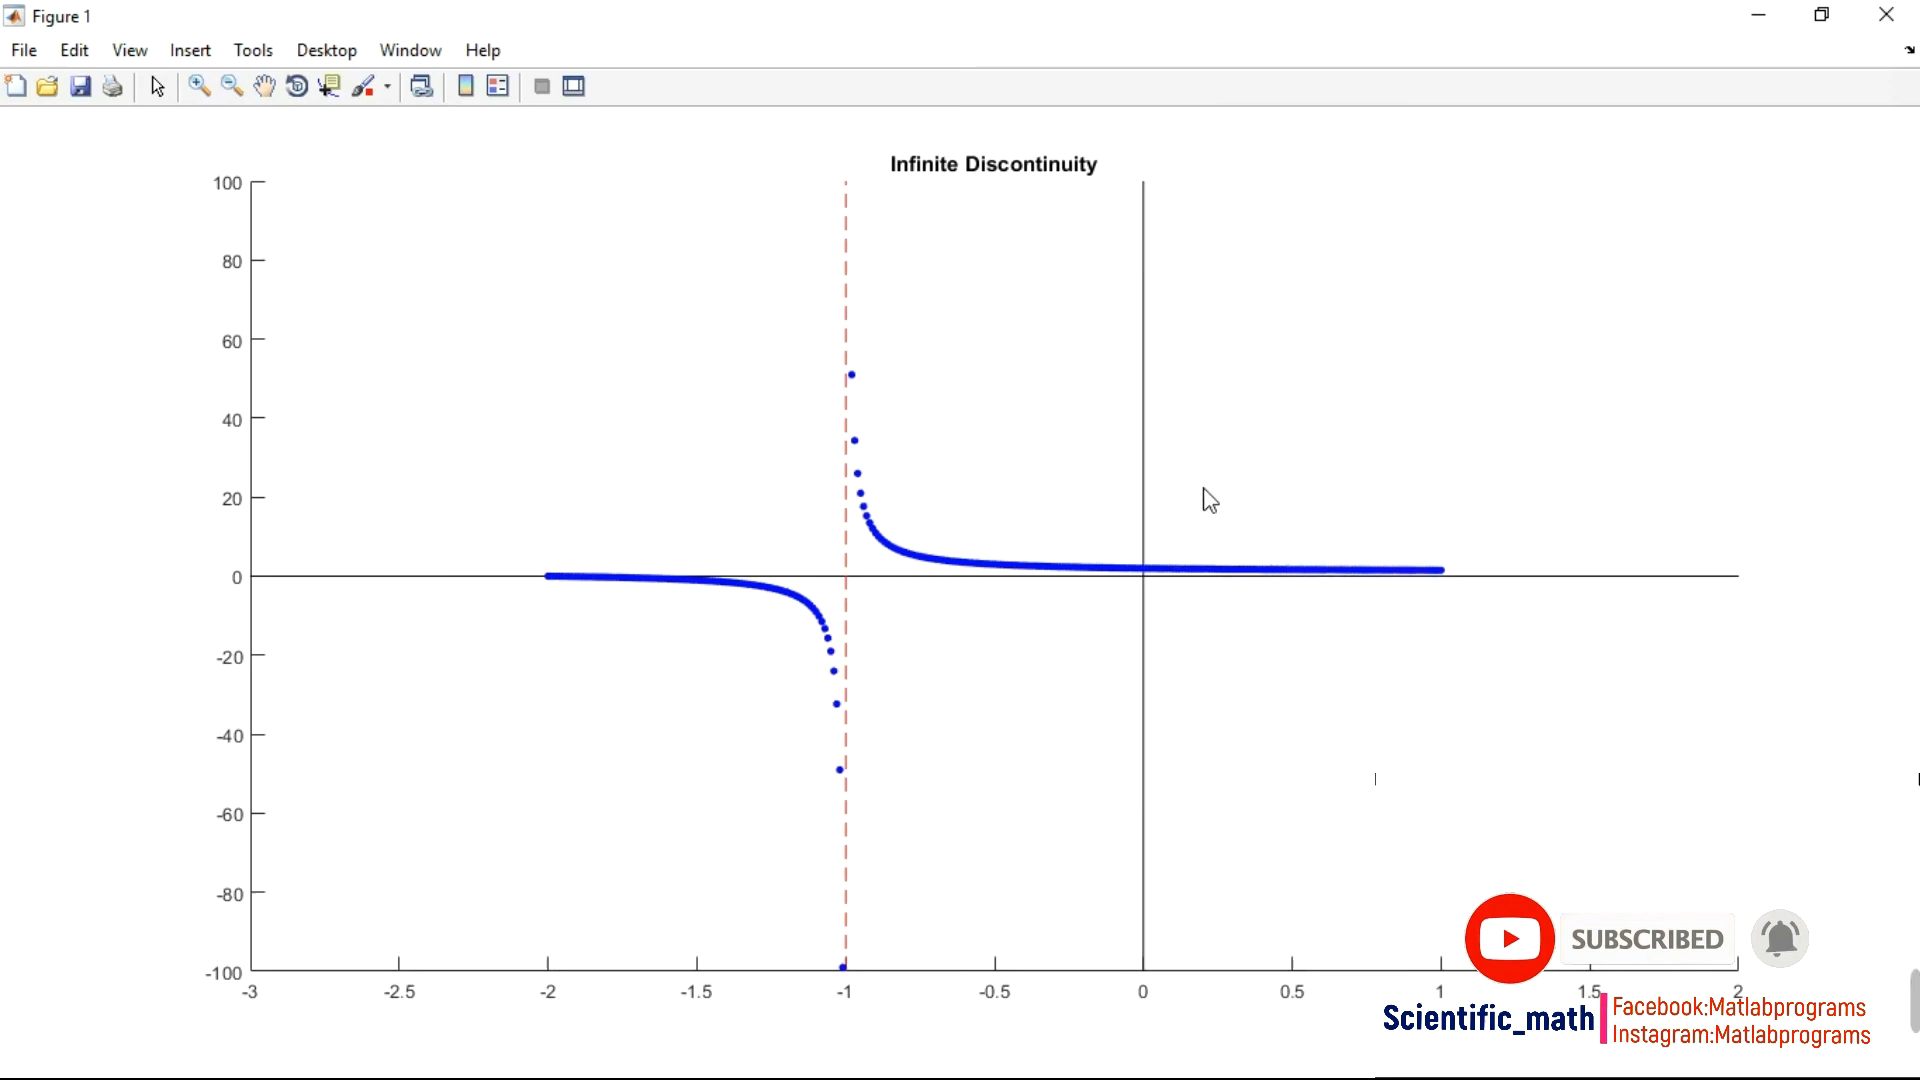 Figure 1
File Edit View Insert Tools Desktop Window Help
Infinite Discontinuity
100
80
60
40
20
0
-20
-40
-60
-80
-100
-3 -2.5 -2 -1.5 -1 -0.5 0 0.5 1 1.5 2
SUBSCRIBED
Scientific_math
Facebook:Matlabprograms
Instagram:Matlabprograms